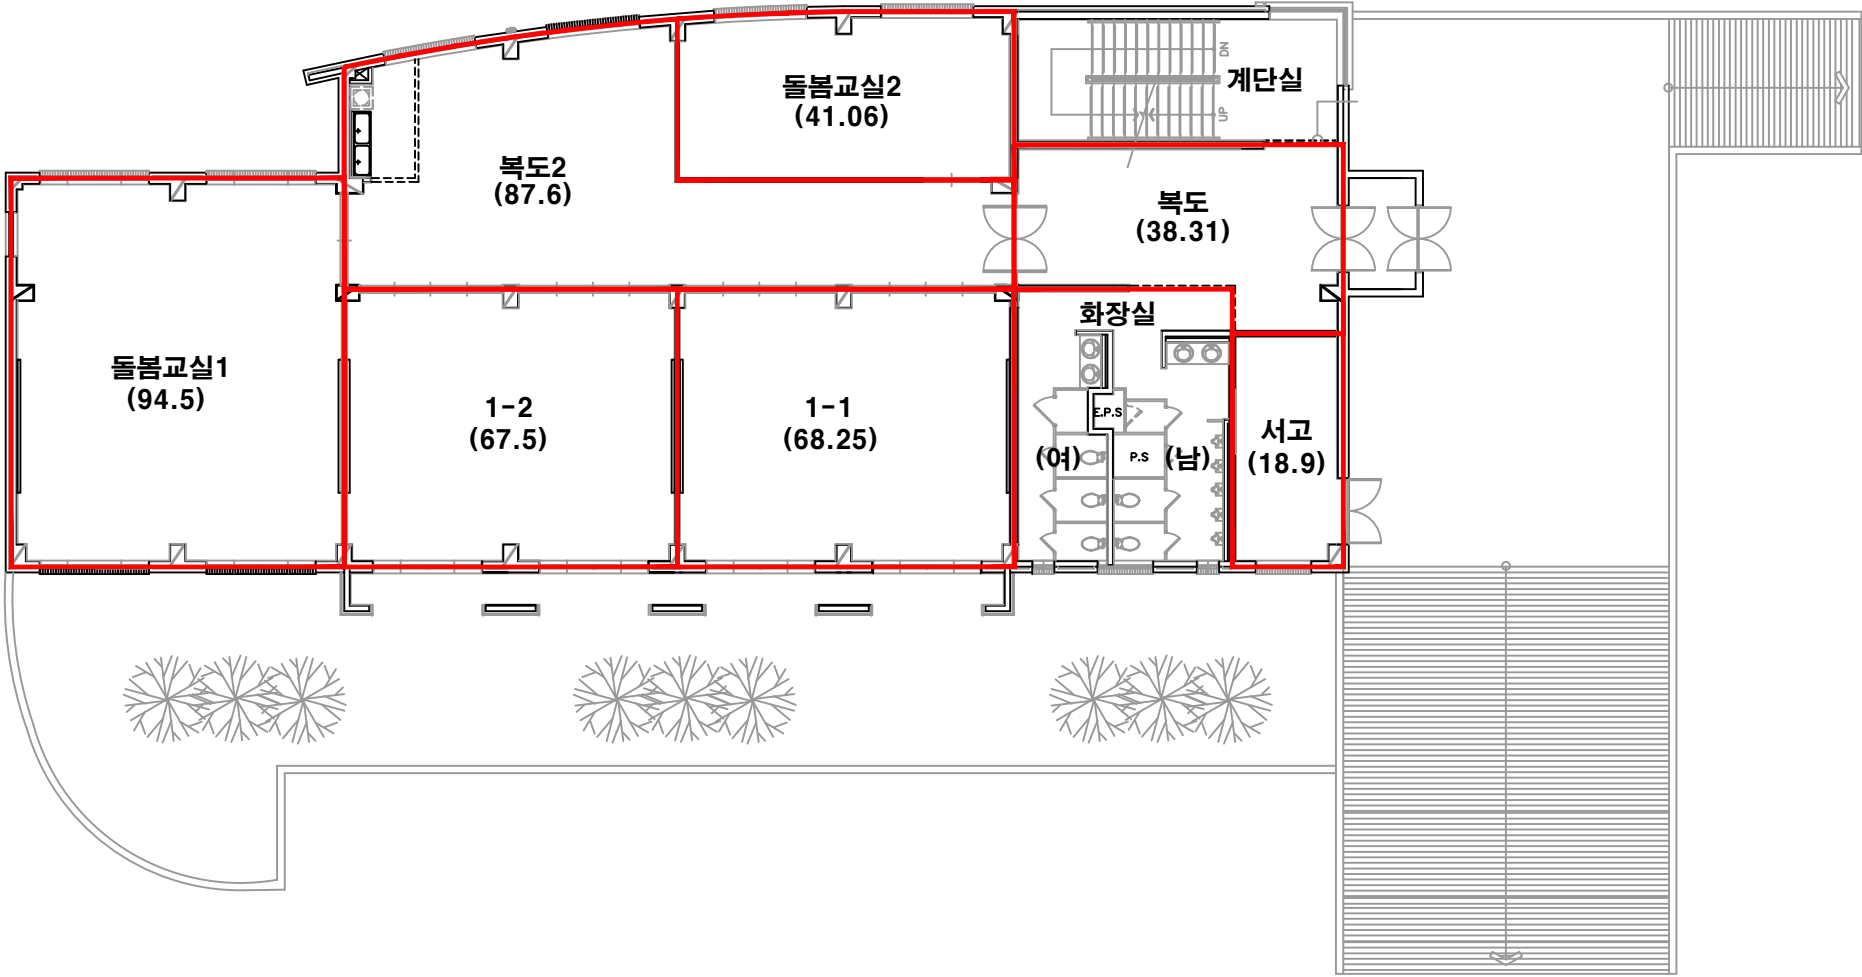 돌봄교실2
(41.06)
DN
계단실
UP
복도2
(87.6)
복도
(38.31)
화장실
돌봄교실1
(94.5)
1-2
(67.5)
1-1
(68.25)
E.P.S
(여)
P.S
(남)
서고
(18.9)